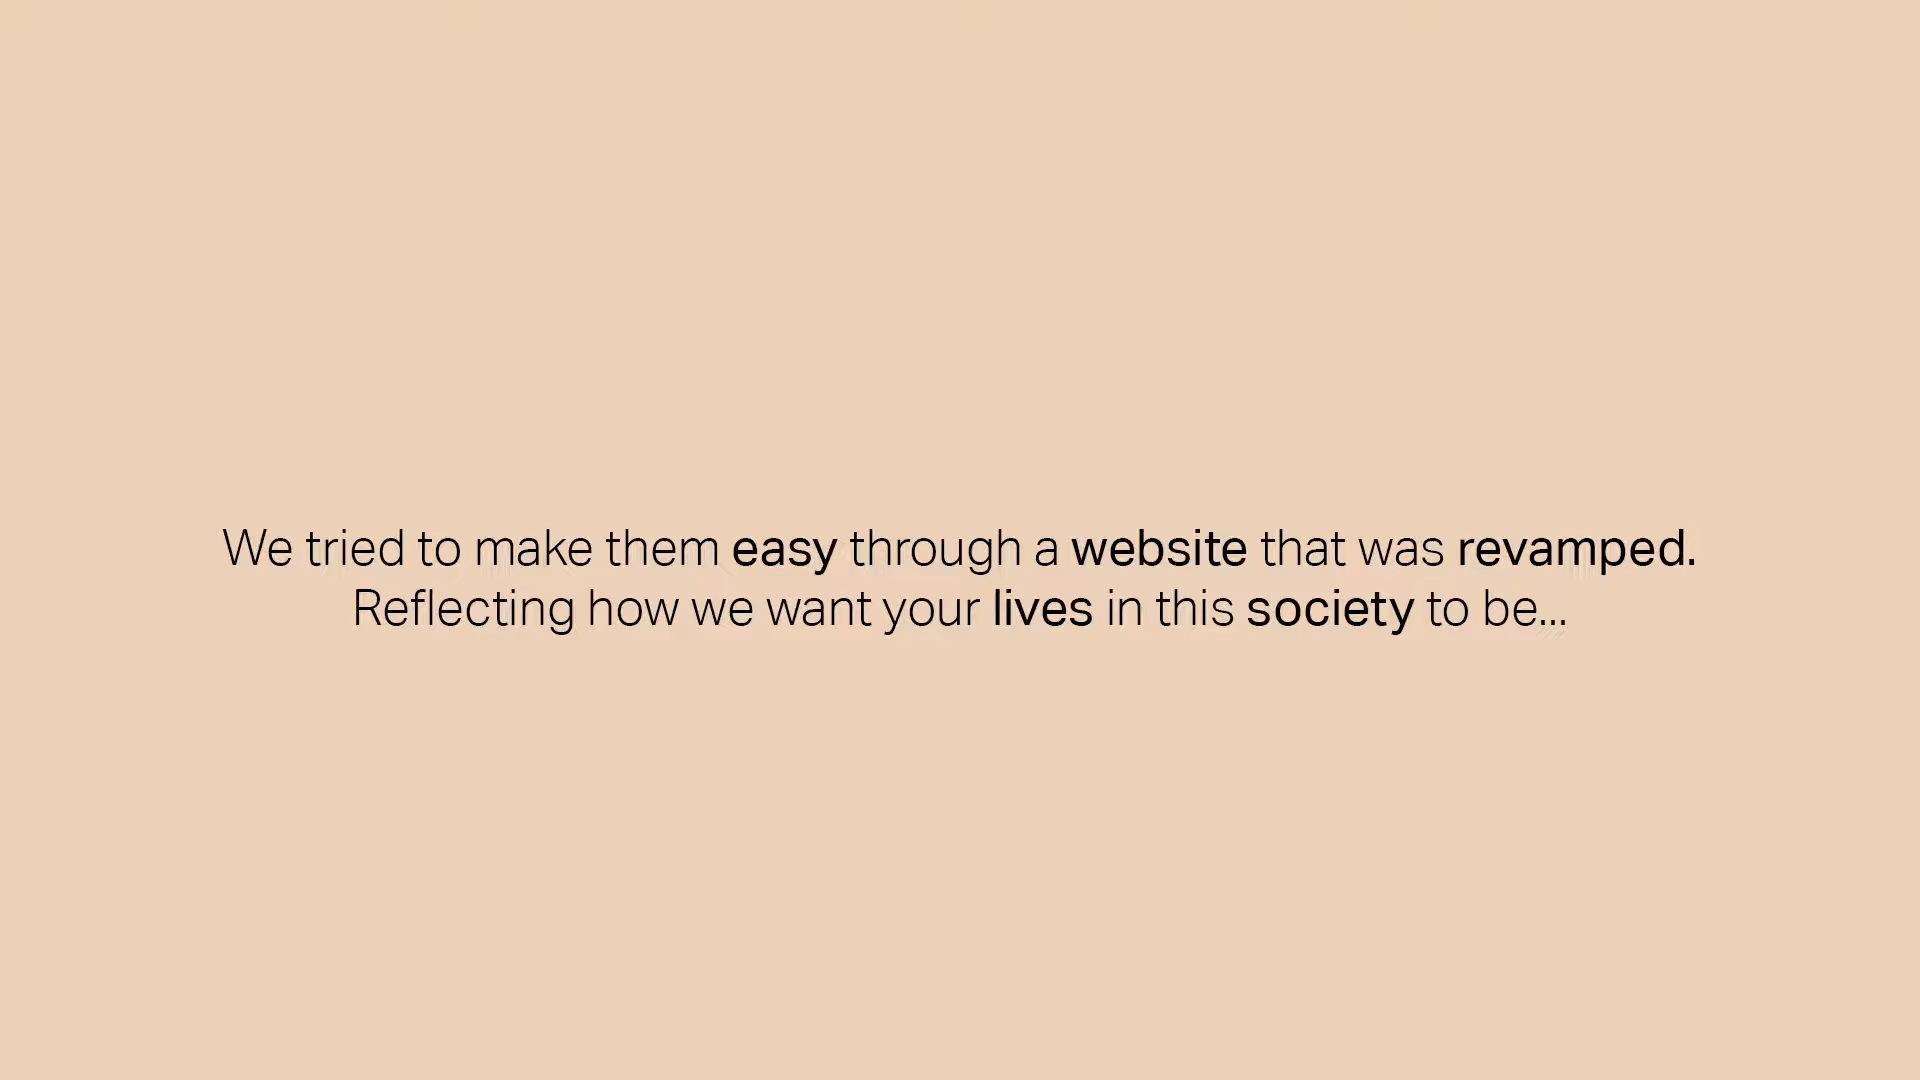 We tried to make them easy through a website that was revamped.
Reflecting how we want your lives in this society to be...